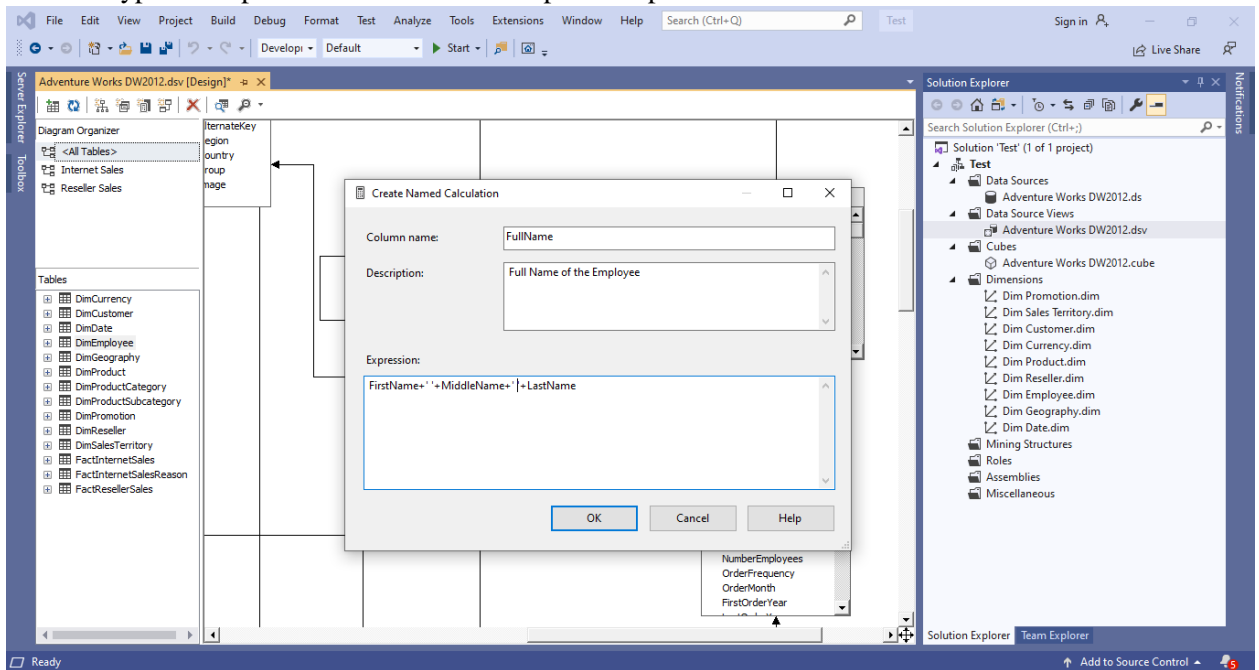 File Edit View Project Build Debug Format Test Analyze Tools Extensions Window Help Search (Ctrl+Q) Test Sign in
Developı Default Start Live Share
Server Explorer
Toolbox
Notifications
Adventure Works DW2012.dsv [Design]*
Diagram Organizer
<All Tables>
Internet Sales
Reseller Sales
Tables
DimCurrency
DimCustomer
DimDate
DimEmployee
DimGeography
DimProduct
DimProductCategory
DimProductSubcategory
DimPromotion
DimReseller
DimSalesTerritory
FactInternetSales
FactInternetSalesReason
FactResellerSales
lternateKey
egion
ountry
roup
mage
Create Named Calculation
Column name: FullName
Description: Full Name of the Employee
Expression:
FirstName+' '+MiddleName+' '+LastName
OK Cancel Help
NumberEmployees
OrderFrequency
OrderMonth
FirstOrderYear
Solution Explorer
Search Solution Explorer (Ctrl+;)
Solution 'Test' (1 of 1 project)
Test
Data Sources
Adventure Works DW2012.ds
Data Source Views
Adventure Works DW2012.dsv
Cubes
Adventure Works DW2012.cube
Dimensions
Dim Promotion.dim
Dim Sales Territory.dim
Dim Customer.dim
Dim Currency.dim
Dim Product.dim
Dim Reseller.dim
Dim Employee.dim
Dim Geography.dim
Dim Date.dim
Mining Structures
Roles
Assemblies
Miscellaneous
Solution Explorer Team Explorer
Ready Add to Source Control 5